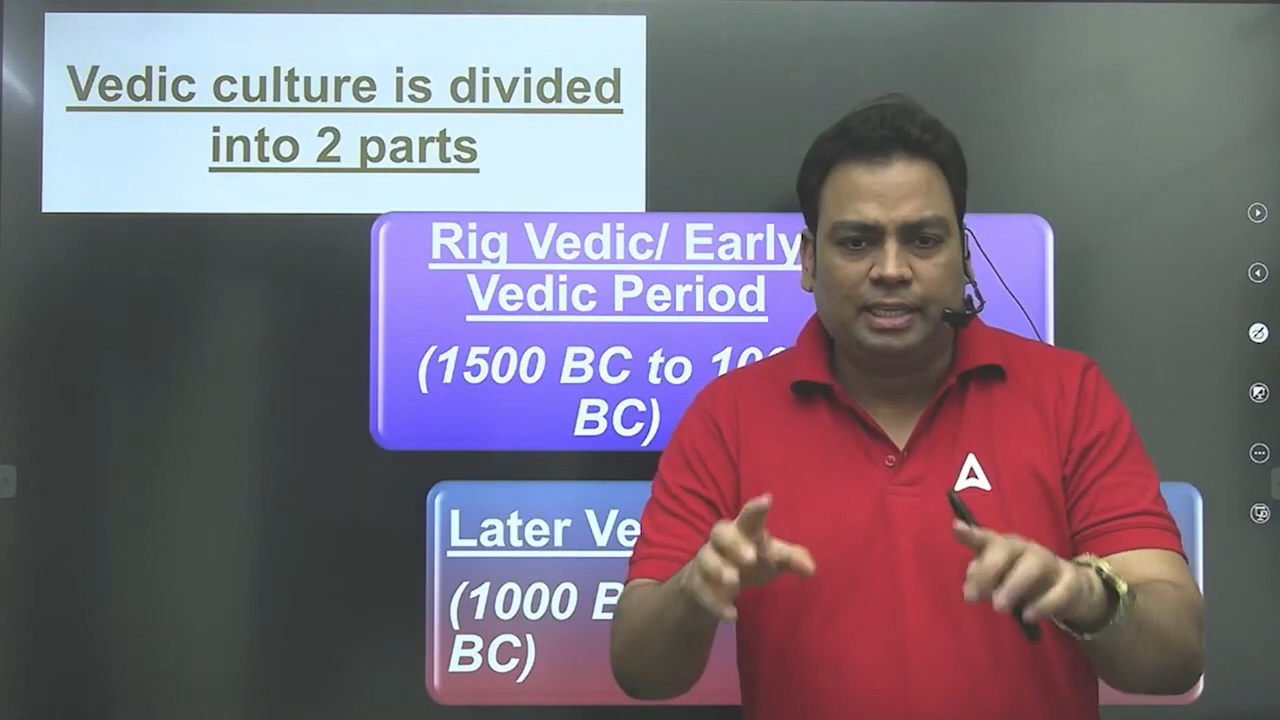 Vedic culture is divided
into 2 parts
Rig Vedic/ Early
Vedic Period
(1500 BC to
BC)
Later
(1000
BC)